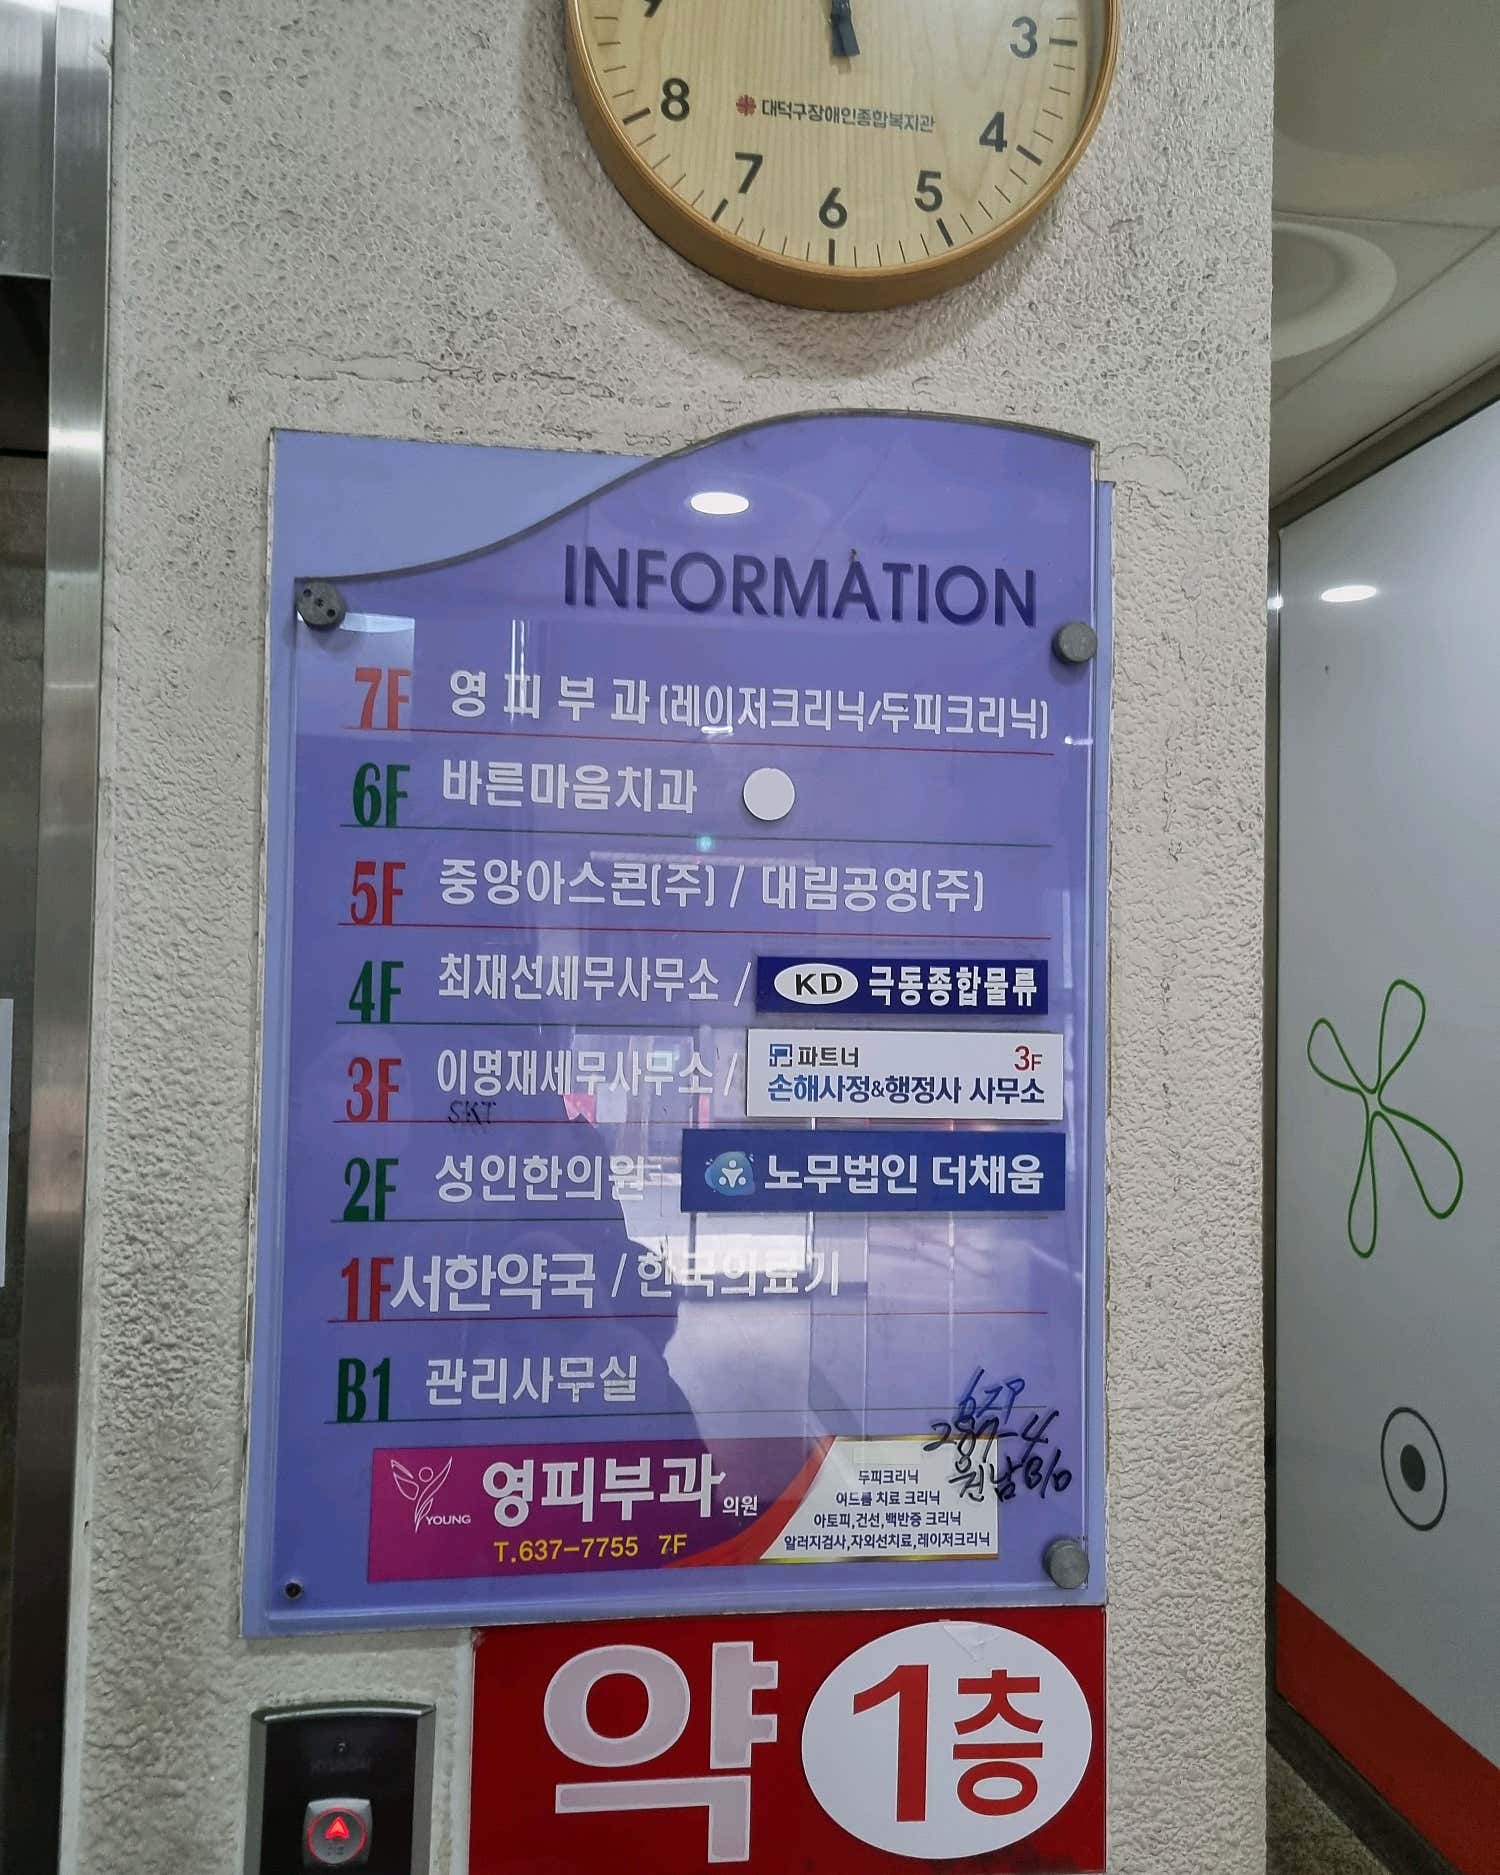 9 3
8 대덕구장애인종합복지관 4
7 6 5
INFORMATION
7F 영피부과(레이저크리닉/두피크리닉)
6F 바른마음치과
5F 중앙아스콘(주) / 대림공영(주)
4F 최재선세무사무소 / KD 극동종합물류
3F 이명재세무사무소 / 파트너 3F
손해사정&행정사 사무소
SKT
2F 성인한의원 노무법인 더채움
1F 서한약국 / 한국의료기
B1 관리사무실
629
287-4
영피부과의원
YOUNG
T.637-7755 7F
두피크리닉
여드름 치료 크리닉
아토피,건선,백반증 크리닉
알러지검사,자외선치료,레이저크리닉
약 1층
HYUNDAI